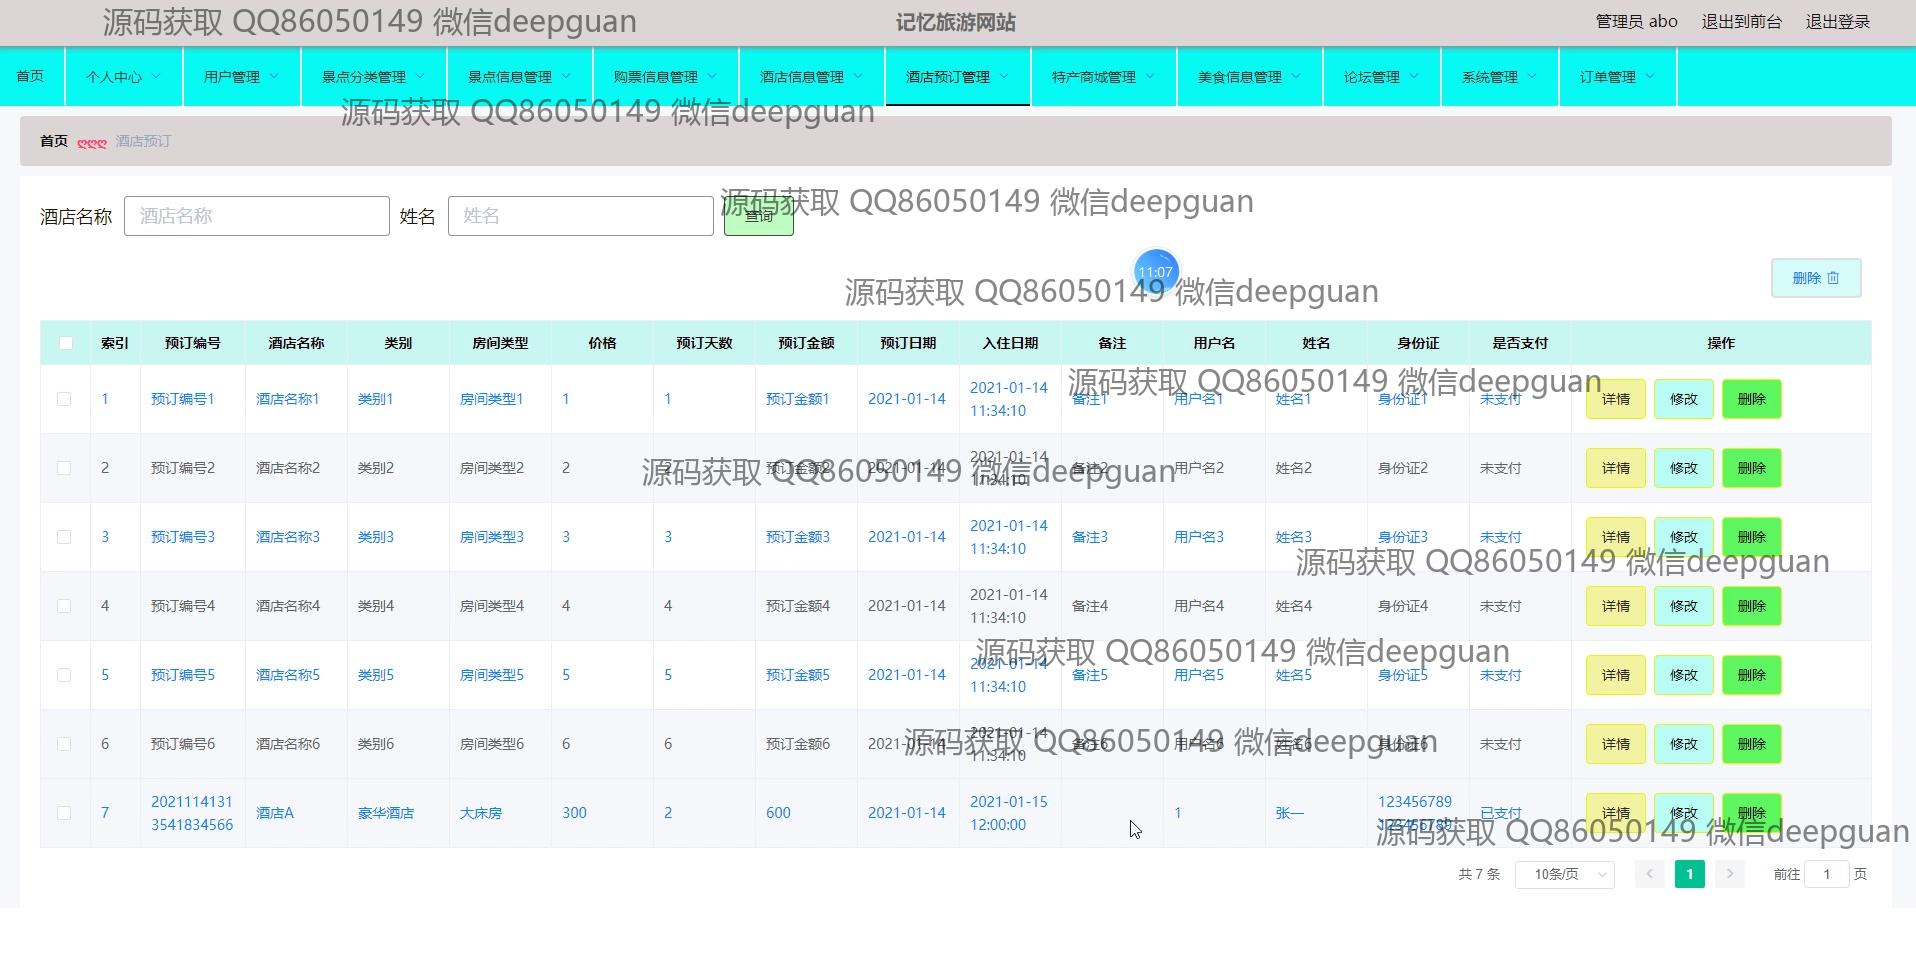 源码获取 QQ86050149 微信deepguan
记忆旅游网站
管理员 abo 退出到前台 退出登录
首页 个人中心 用户管理 景点分类管理 景点信息管理 购票信息管理 酒店信息管理 酒店预订管理 特产商城管理 美食信息管理 论坛管理 系统管理 订单管理
源码获取 QQ86050149 微信deepguan
首页 ღღღ 酒店预订
酒店名称 酒店名称 姓名 姓名 查询
源码获取 QQ86050149 微信deepguan
11:07
删除
源码获取 QQ86050149 微信deepguan
索引 预订编号 酒店名称 类别 房间类型 价格 预订天数 预订金额 预订日期 入住日期 备注 用户名 姓名 身份证 是否支付 操作
源码获取 QQ86050149 微信deepguan
1 预订编号1 酒店名称1 类别1 房间类型1 1 1 预订金额1 2021-01-14 2021-01-14 11:34:10 备注1 用户名1 姓名1 身份证1 未支付 详情 修改 删除
2 预订编号2 酒店名称2 类别2 房间类型2 2 2 预订金额2 2021-01-14 2021-01-14 11:34:10 备注2 用户名2 姓名2 身份证2 未支付 详情 修改 删除
源码获取 QQ86050149 微信deepguan
3 预订编号3 酒店名称3 类别3 房间类型3 3 3 预订金额3 2021-01-14 2021-01-14 11:34:10 备注3 用户名3 姓名3 身份证3 未支付 详情 修改 删除
源码获取 QQ86050149 微信deepguan
4 预订编号4 酒店名称4 类别4 房间类型4 4 4 预订金额4 2021-01-14 2021-01-14 11:34:10 备注4 用户名4 姓名4 身份证4 未支付 详情 修改 删除
源码获取 QQ86050149 微信deepguan
5 预订编号5 酒店名称5 类别5 房间类型5 5 5 预订金额5 2021-01-14 2021-01-14 11:34:10 备注5 用户名5 姓名5 身份证5 未支付 详情 修改 删除
6 预订编号6 酒店名称6 类别6 房间类型6 6 6 预订金额6 2021-01-14 2021-01-14 11:34:10 备注6 用户名6 姓名6 身份证6 未支付 详情 修改 删除
源码获取 QQ86050149 微信deepguan
7 2021114131 3541834566 酒店A 豪华酒店 大床房 300 2 600 2021-01-14 2021-01-15 12:00:00 1 张一 123456789 123456789 已支付 详情 修改 删除
源码获取 QQ86050149 微信deepguan
共 7 条 10条/页 1 前往 1 页